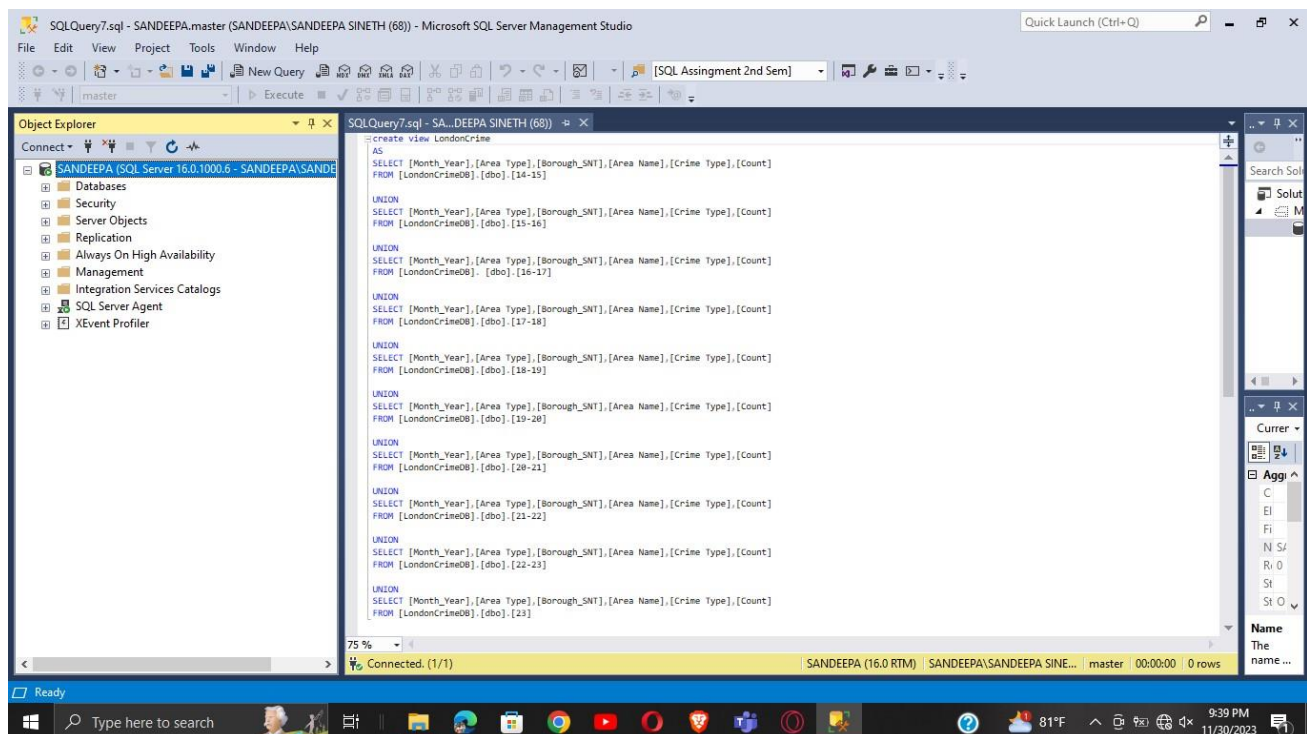 SQLQuery7.sql - SANDEEPA.master (SANDEEPA\SANDEEPA SINETH (68)) - Microsoft SQL Server Management Studio
Quick Launch (Ctrl+Q)
File Edit View Project Tools Window Help
New Query
[SQL Assingment 2nd Sem]
master
Execute
Object Explorer
Connect
SANDEEPA (SQL Server 16.0.1000.6 - SANDEEPA\SANDE
Databases
Security
Server Objects
Replication
Always On High Availability
Management
Integration Services Catalogs
SQL Server Agent
XEvent Profiler
SQLQuery7.sql - SA...DEEPA SINETH (68))
create view LondonCrime
AS
SELECT [Month_Year],[Area Type],[Borough_SNT],[Area Name],[Crime Type],[Count]
FROM [LondonCrimeDB].[dbo].[14-15]
UNION
SELECT [Month_Year],[Area Type],[Borough_SNT],[Area Name],[Crime Type],[Count]
FROM [LondonCrimeDB].[dbo].[15-16]
UNION
SELECT [Month_Year],[Area Type],[Borough_SNT],[Area Name],[Crime Type],[Count]
FROM [LondonCrimeDB]. [dbo].[16-17]
UNION
SELECT [Month_Year],[Area Type],[Borough_SNT],[Area Name],[Crime Type],[Count]
FROM [LondonCrimeDB].[dbo].[17-18]
UNION
SELECT [Month_Year],[Area Type],[Borough_SNT],[Area Name],[Crime Type],[Count]
FROM [LondonCrimeDB].[dbo].[18-19]
UNION
SELECT [Month_Year],[Area Type],[Borough_SNT],[Area Name],[Crime Type],[Count]
FROM [LondonCrimeDB].[dbo].[19-20]
UNION
SELECT [Month_Year],[Area Type],[Borough_SNT],[Area Name],[Crime Type],[Count]
FROM [LondonCrimeDB].[dbo].[20-21]
UNION
SELECT [Month_Year],[Area Type],[Borough_SNT],[Area Name],[Crime Type],[Count]
FROM [LondonCrimeDB].[dbo].[21-22]
UNION
SELECT [Month_Year],[Area Type],[Borough_SNT],[Area Name],[Crime Type],[Count]
FROM [LondonCrimeDB].[dbo].[22-23]
UNION
SELECT [Month_Year],[Area Type],[Borough_SNT],[Area Name],[Crime Type],[Count]
FROM [LondonCrimeDB].[dbo].[23]
75 %
Connected. (1/1)
SANDEEPA (16.0 RTM) SANDEEPA\SANDEEPA SINE... master 00:00:00 0 rows
Search Sol
Solut
M
Curren
Aggr
C
El
Fi
N SA
R 0
St
St O
Name
The
name ...
Ready
Type here to search
81°F
9:39 PM
11/30/2023